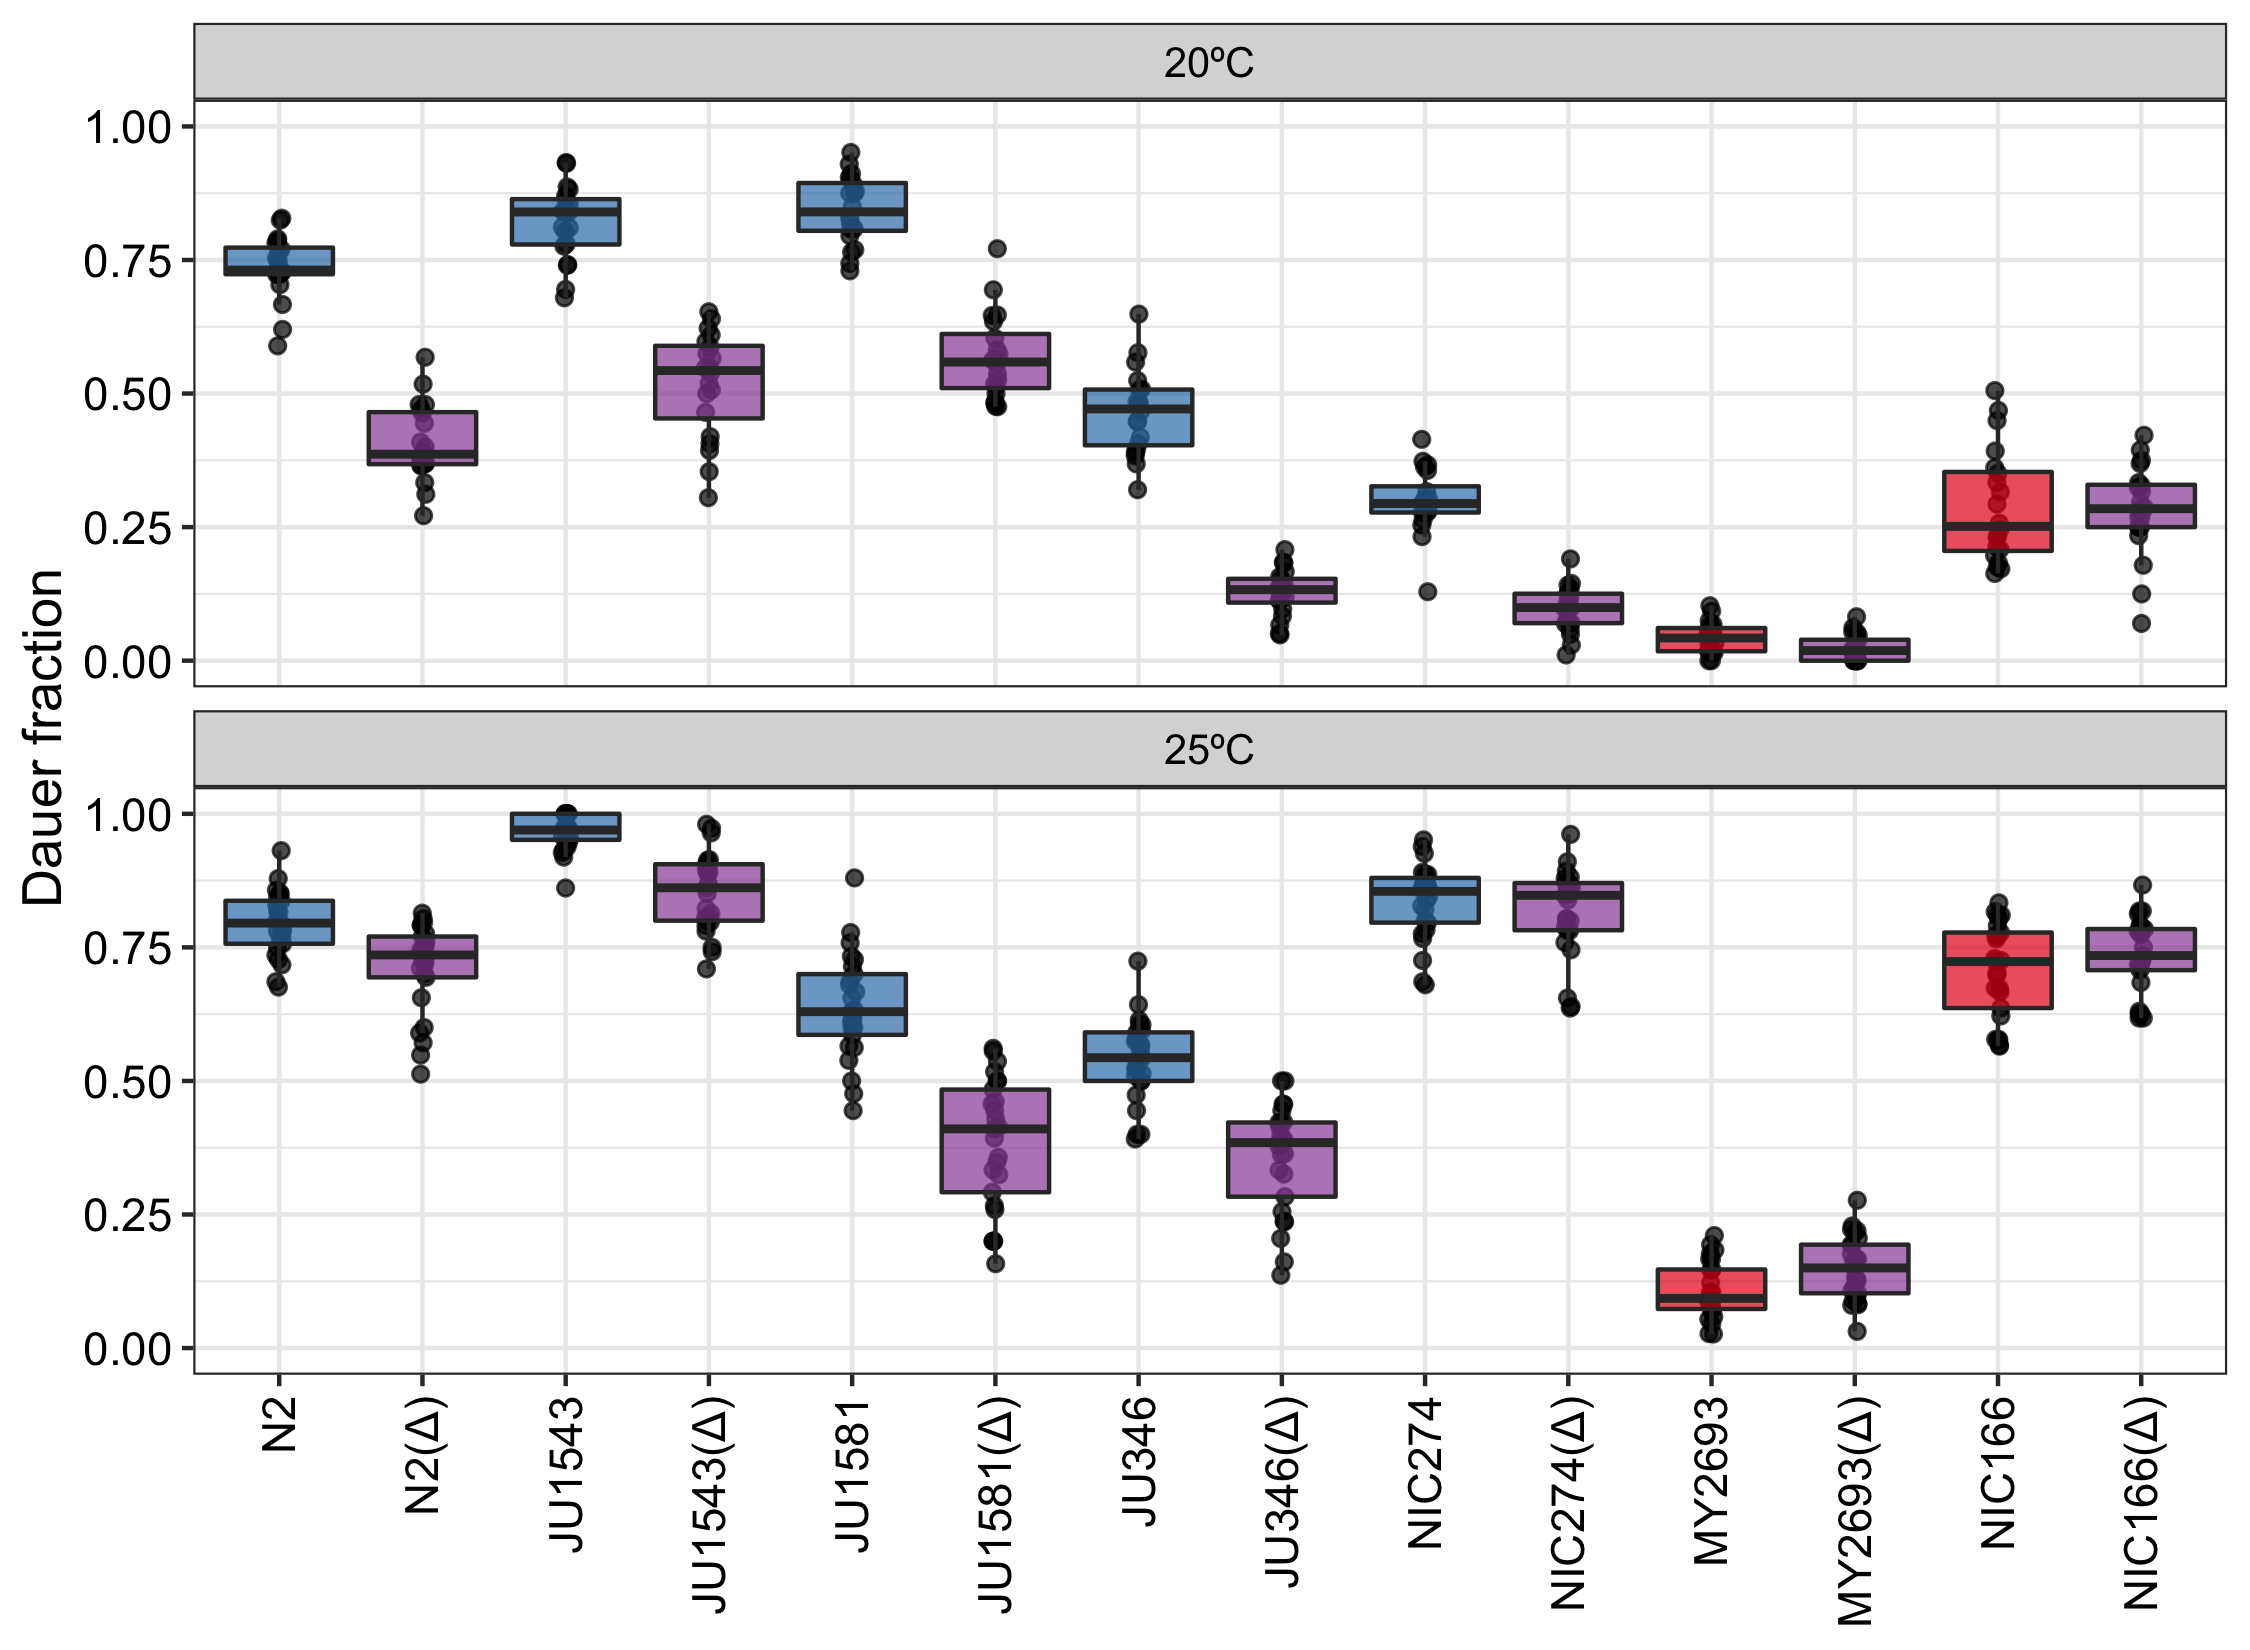 20ºC
1.00
0.75
0.50
0.25
0.00
Dauer fraction
25ºC
1.00
0.75
0.50
0.25
0.00
N2
N2(Δ)
JU1543
JU1543(Δ)
JU1581
JU1581(Δ)
JU346
JU346(Δ)
NIC274
NIC274(Δ)
MY2693
MY2693(Δ)
NIC166
NIC166(Δ)